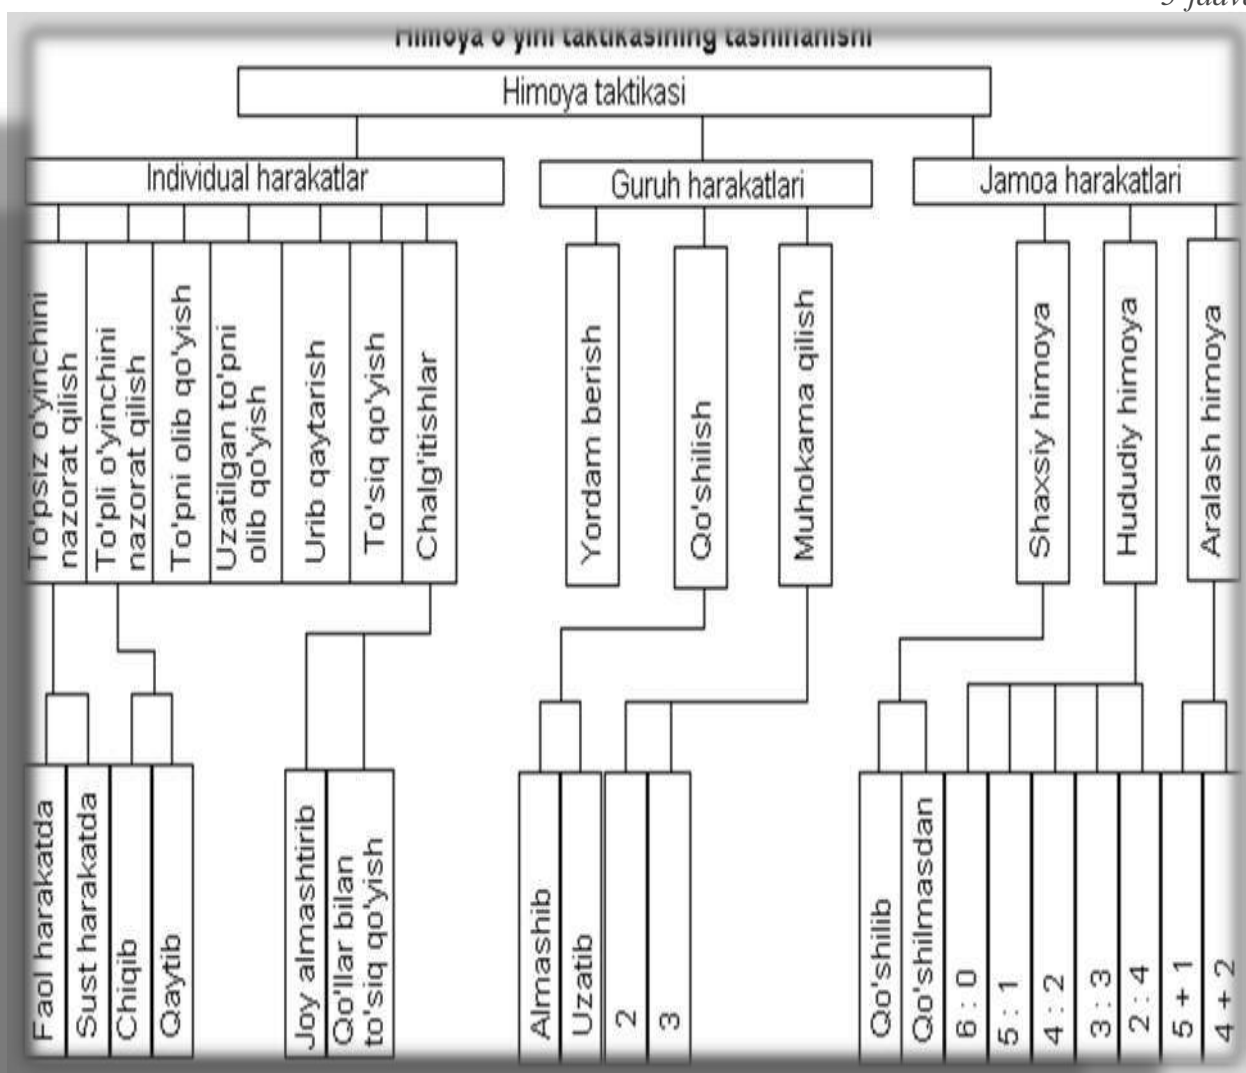 Himoya o'yini taktikasining tasniflanishi
Himoya taktikasi
Individual harakatlar
Guruh harakatlari
Jamoa harakatlari
To'psiz o'yinchini
nazorat qilish
To'pli o'yinchini
nazorat qilish
To'pni olib qo'yish
Uzatilgan to'pni
olib qo'yish
Urib qaytarish
To'siq qo'yish
Chalg'itishlar
Yordam berish
Qo'shilish
Muhokama qilish
Shaxsiy himoya
Hududiy himoya
Aralash himoya
Faol harakatda
Sust harakatda
Chiqib
Qaytib
Joy almashtirib
Qo'llar bilan
to'siq qo'yish
Almashib
Uzatib
2
3
Qo'shilib
Qo'shilmasdan
6 : 0
5 : 1
4 : 2
3 : 3
2 : 4
5 + 1
4 + 2